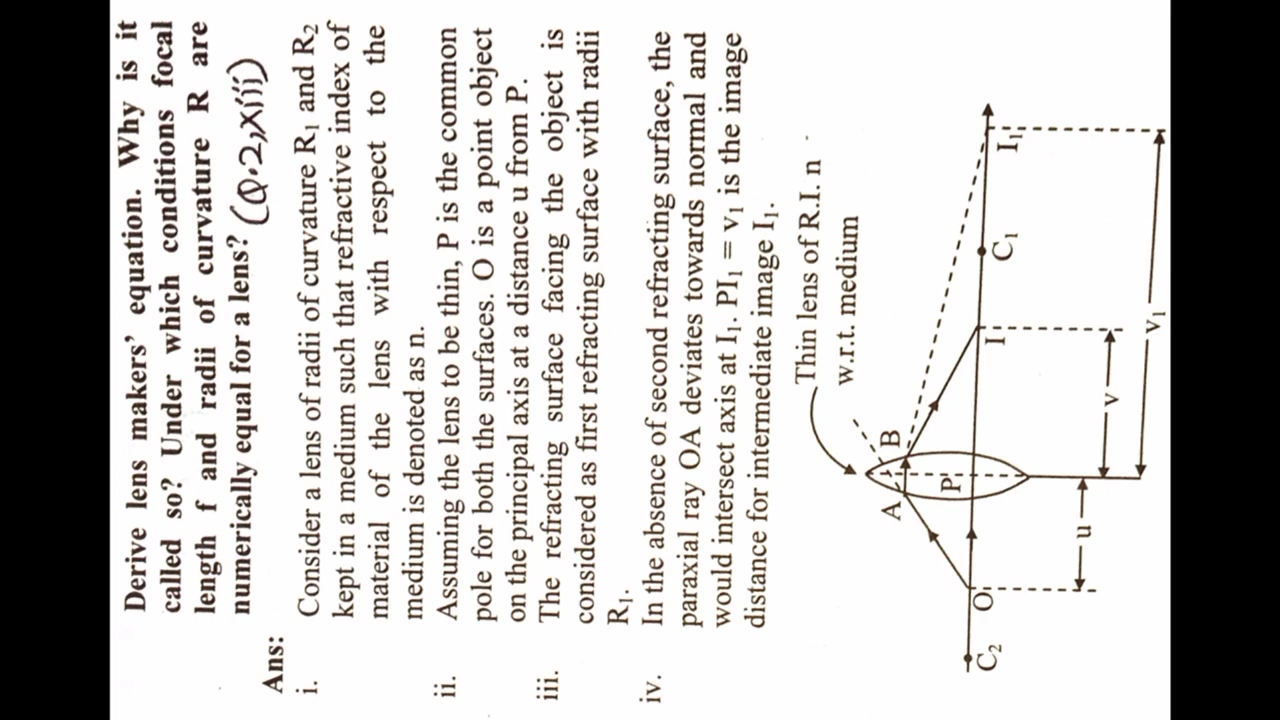 Derive lens makers' equation. Why is it
called so? Under which conditions focal
length f and radii of curvature R are
numerically equal for a lens? (Q.2,xiii)
Ans:
i. Consider a lens of radii of curvature R₁ and R₂
kept in a medium such that refractive index of
material of the lens with respect to the
medium is denoted as n.
ii. Assuming the lens to be thin, P is the common
pole for both the surfaces. O is a point object
on the principal axis at a distance u from P.
iii. The refracting surface facing the object is
considered as first refracting surface with radii
R₁.
iv. In the absence of second refracting surface, the
paraxial ray OA deviates towards normal and
would intersect axis at I₁. PI₁ = v₁ is the image
distance for intermediate image I₁.
Thin lens of R.I. n
w.r.t. medium
A B
P
C₂ O I C₁ I₁
u v
v₁